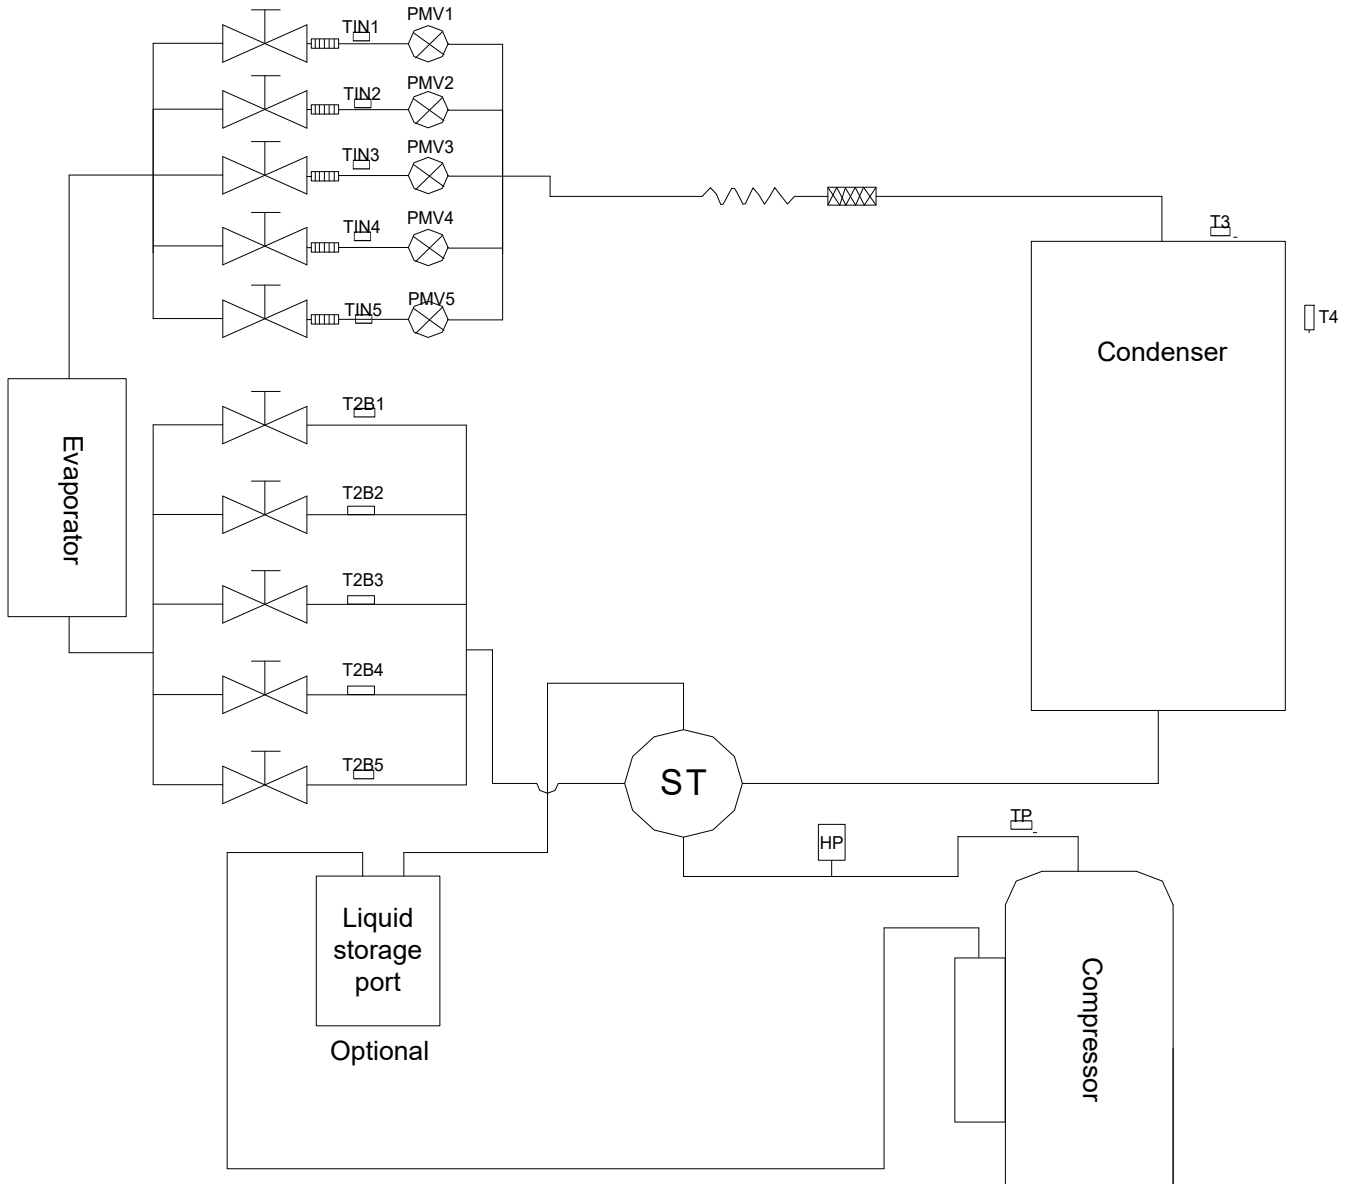 TIN1
PMV1
TIN2
PMV2
TIN3
PMV3
TIN4
PMV4
TIN5
PMV5
T3
T4
Condenser
Evaporator
T2B1
T2B2
T2B3
T2B4
T2B5
ST
HP
TP
Liquid
storage
port
Optional
Compressor